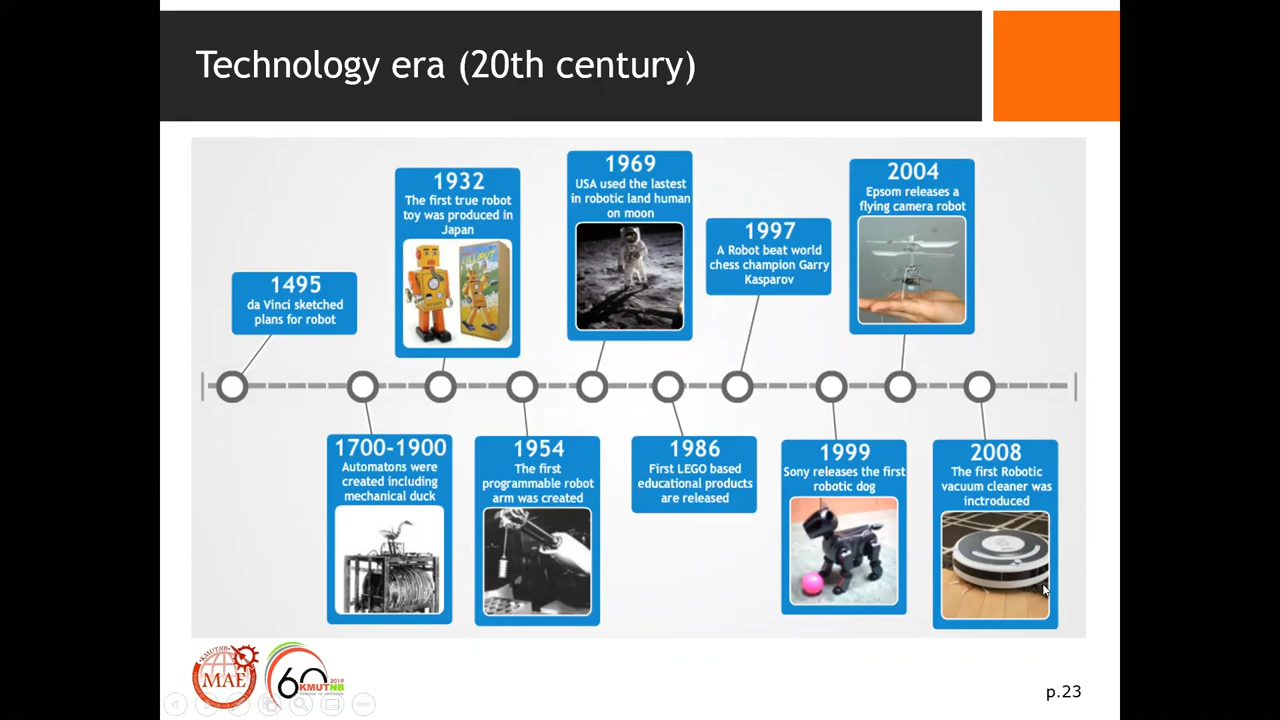 Technology era (20th century)
1495
da Vinci sketched
plans for robot
1700-1900
Automatons were
created including
mechanical duck
1932
The first true robot
toy was produced in
Japan
LILLIPUT
1954
The first
programmable robot
arm was created
1969
USA used the lastest
in robotic land human
on moon
1986
First LEGO based
educational products
are released
1997
A Robot beat world
chess champion Garry
Kasparov
1999
Sony releases the first
robotic dog
2004
Epsom releases a
flying camera robot
2008
The first Robotic
vacuum cleaner was
inctroduced
KMUTNB
MAE
60
2019
KMUTNB
p.23